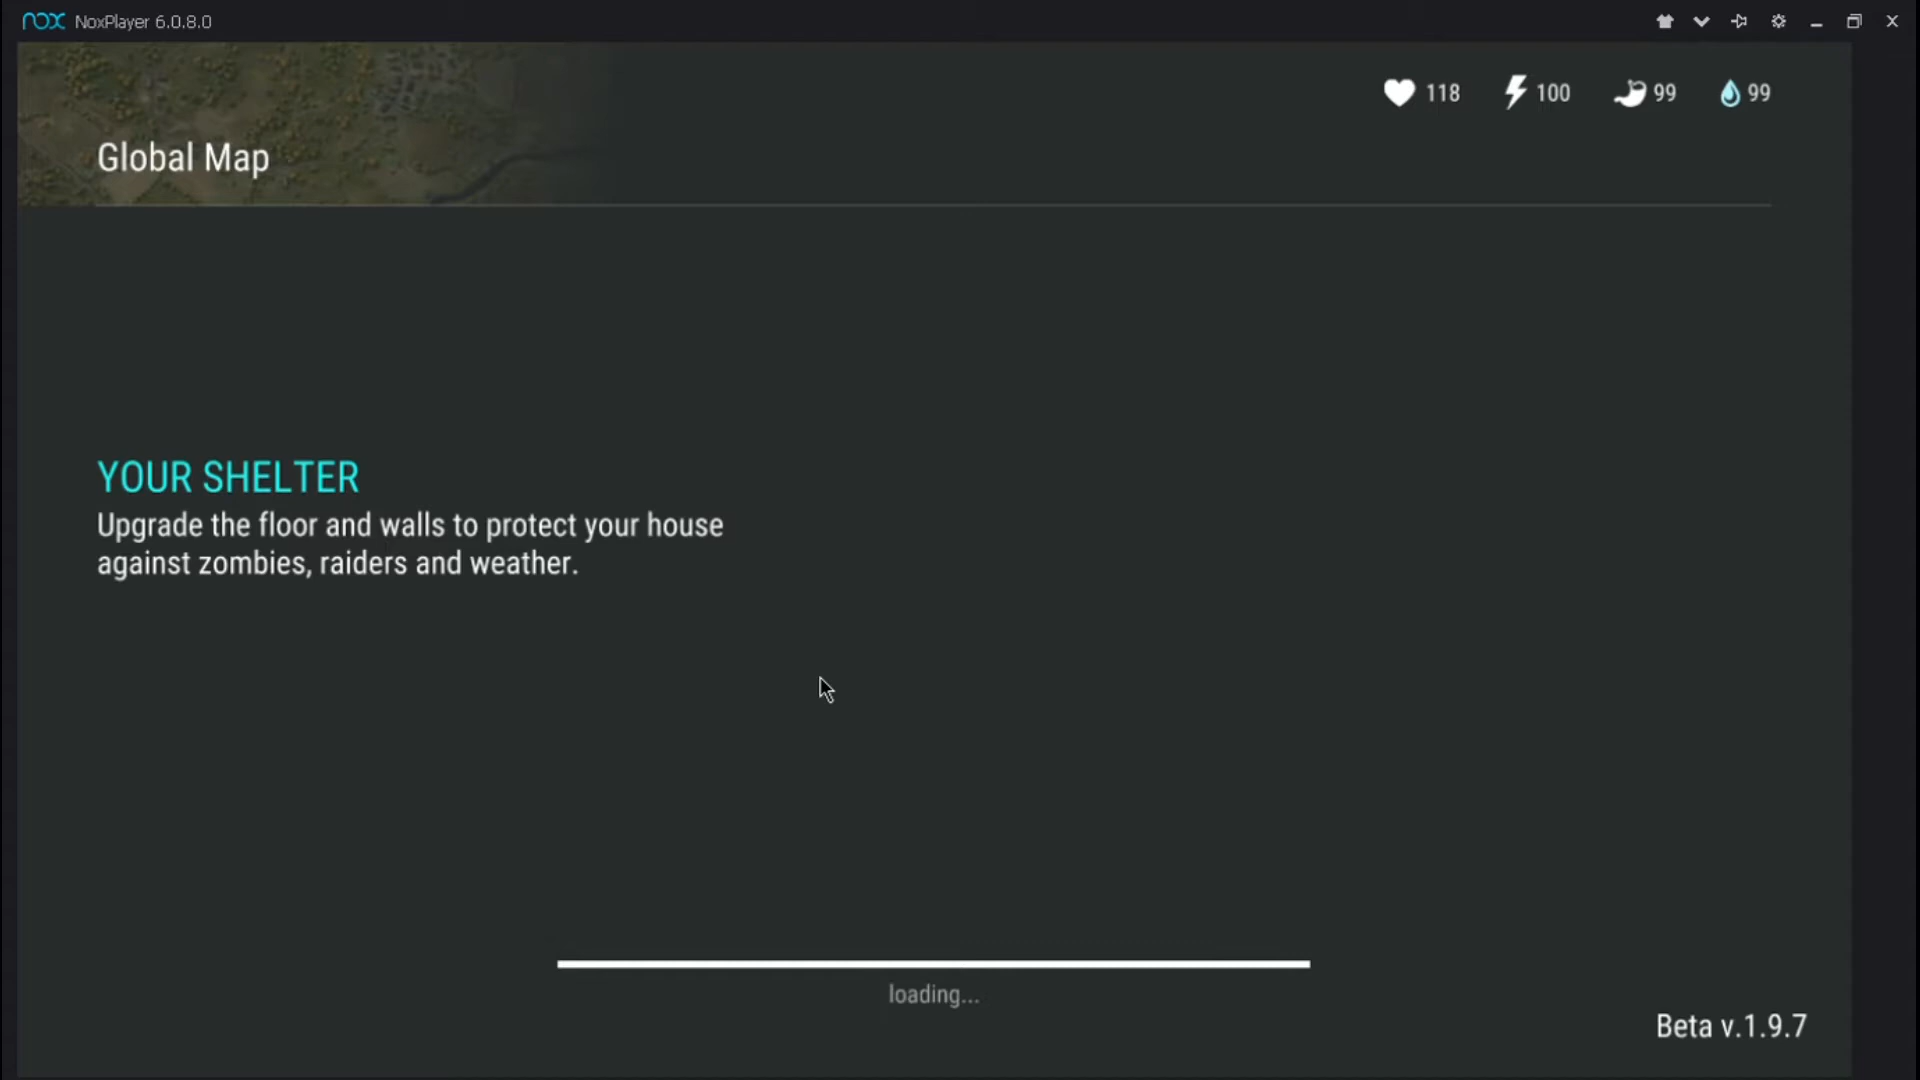 nox NoxPlayer 6.0.8.0
118 100 99 99
Global Map
YOUR SHELTER
Upgrade the floor and walls to protect your house
against zombies, raiders and weather.
loading...
Beta v.1.9.7